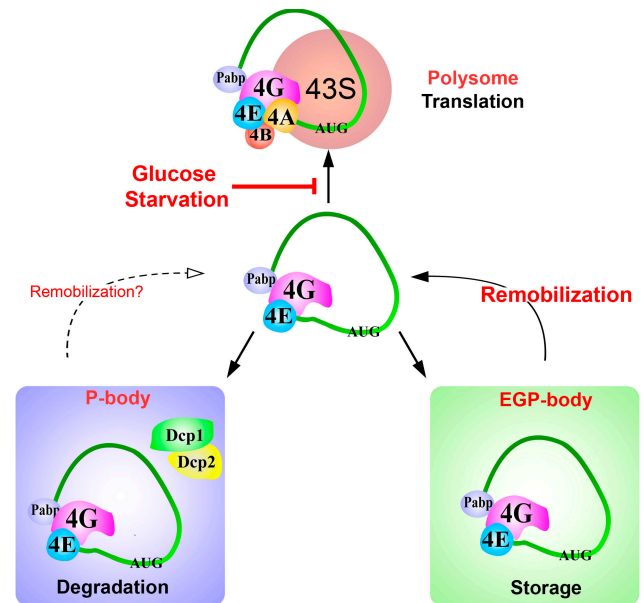 Pabp
4G
43S
4E
4A
4B
AUG
Polysome
Translation
Glucose
Starvation
Pabp
4G
4E
AUG
Remobilization?
Remobilization
P-body
Dcp1
Dcp2
Pabp
4G
4E
AUG
Degradation
EGP-body
Pabp
4G
4E
AUG
Storage